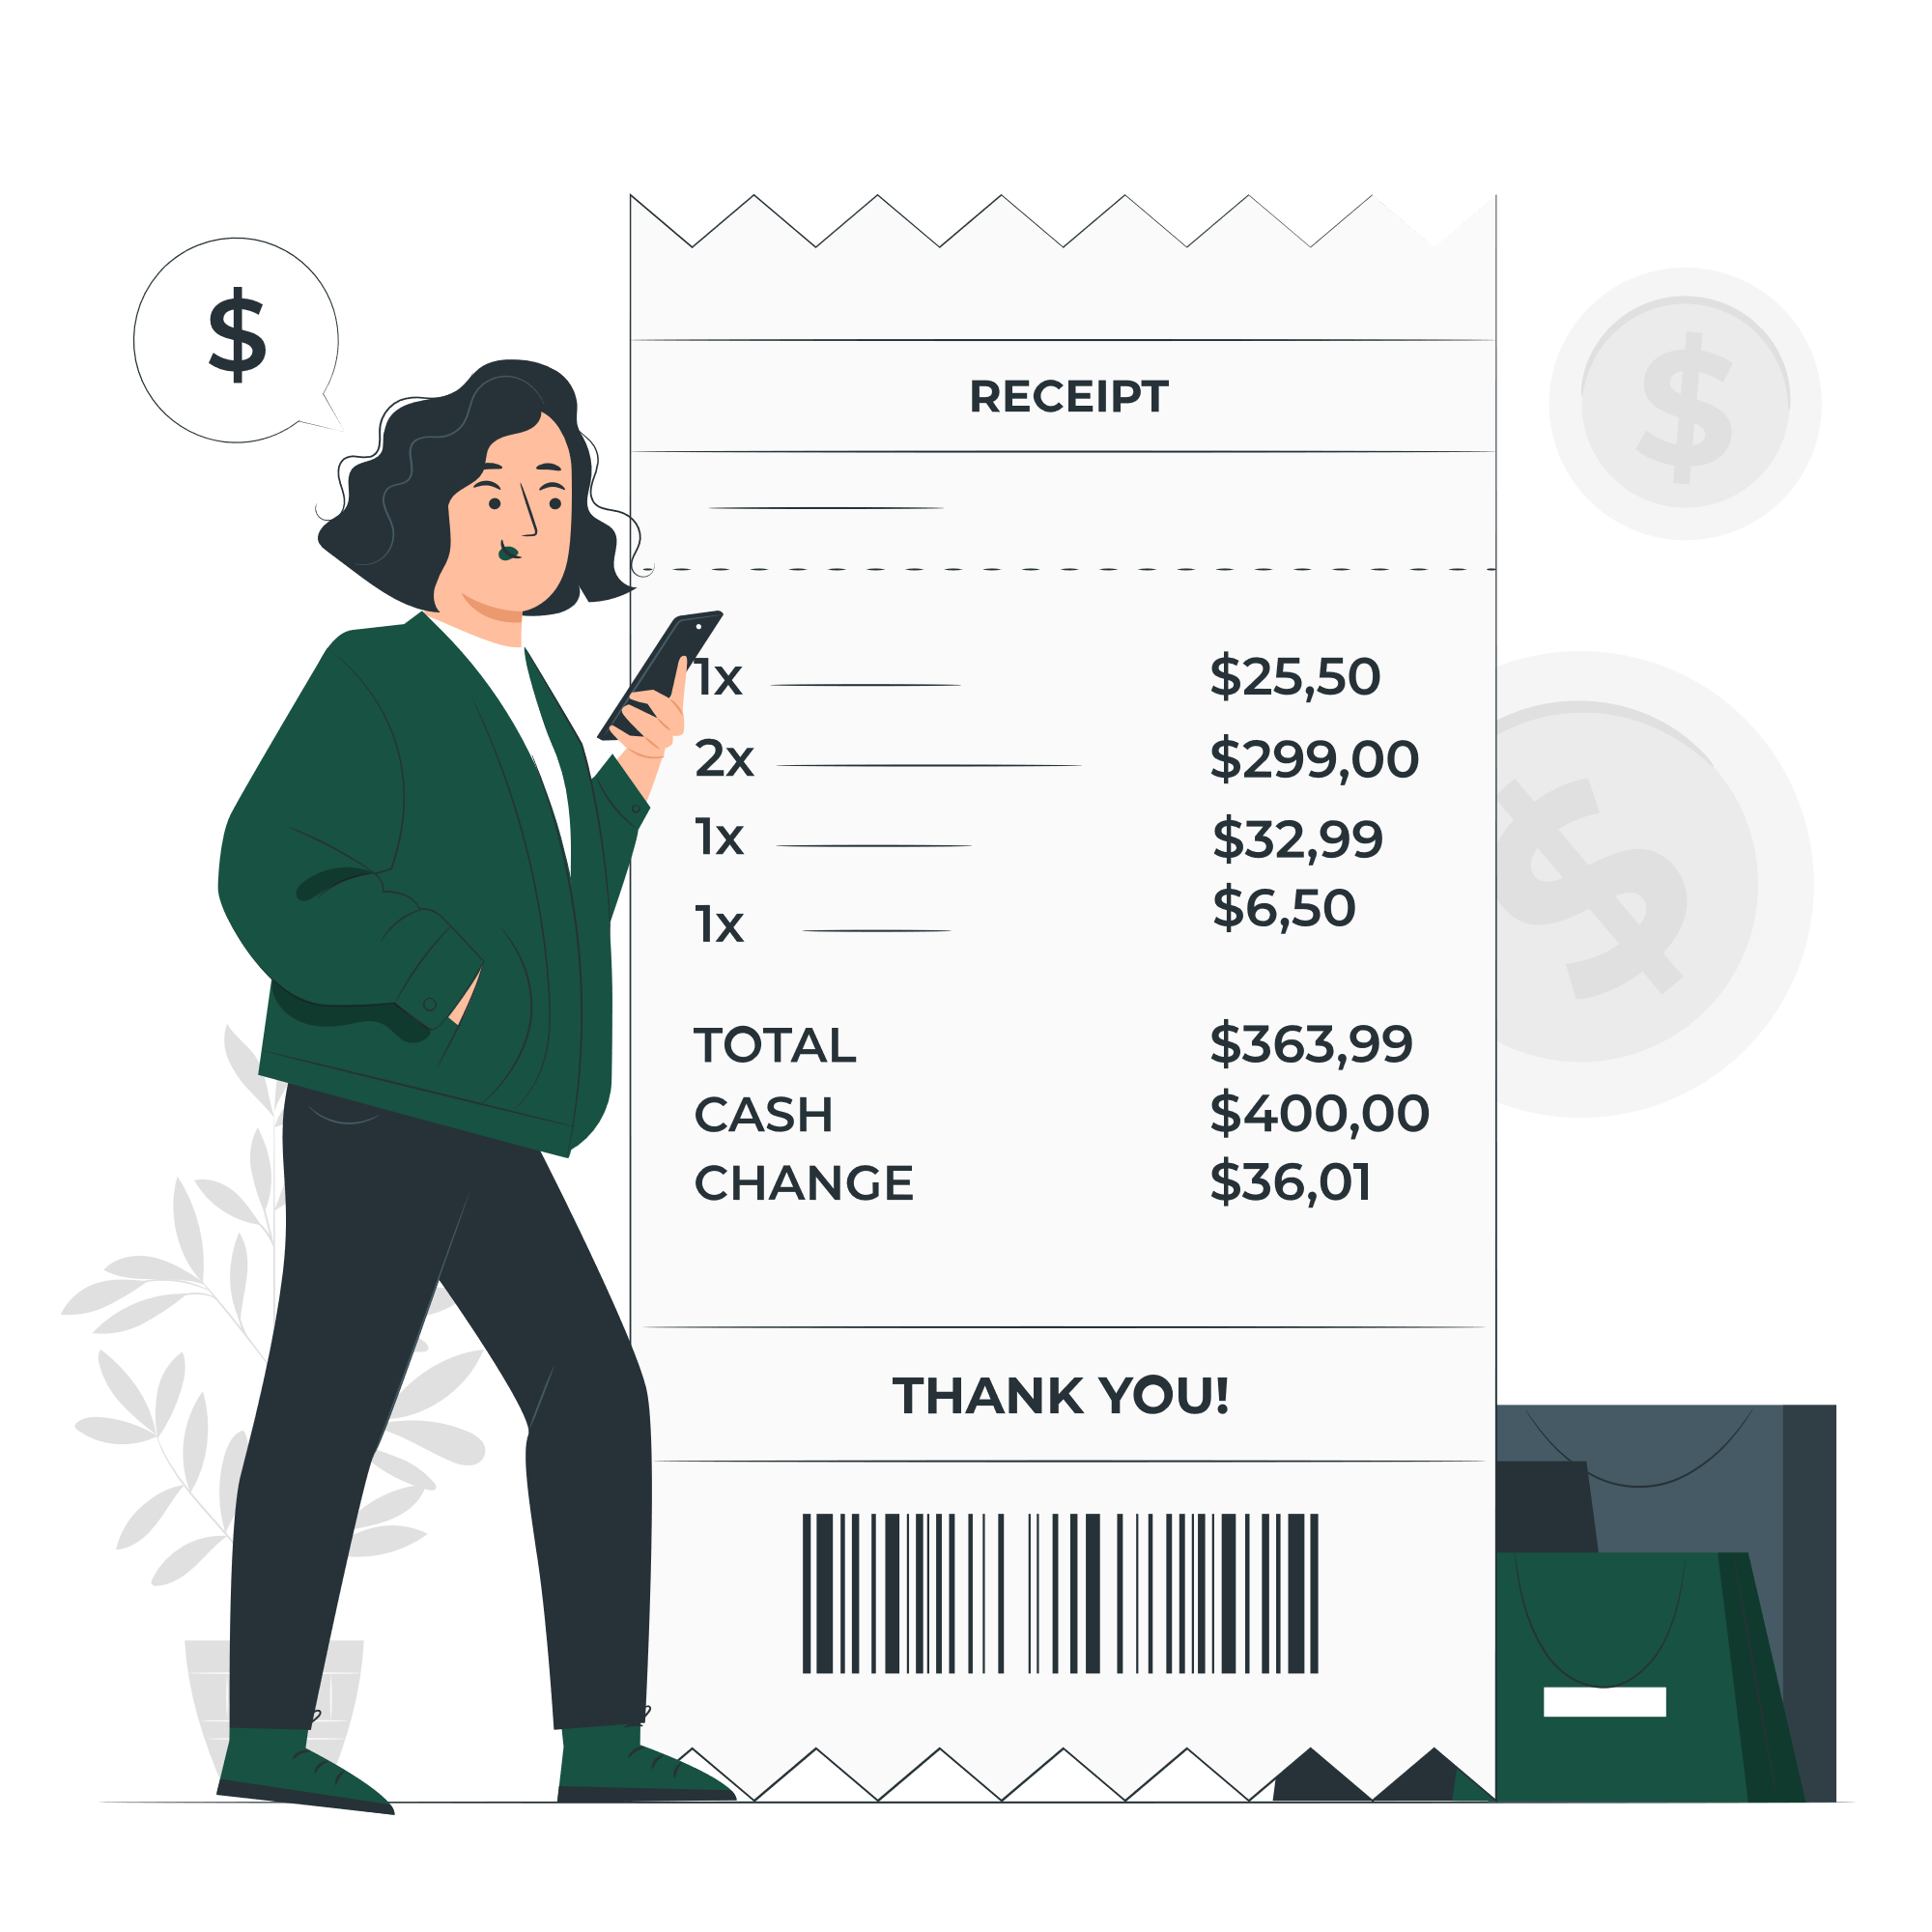 $
RECEIPT
1x $25,50
2x $299,00
1x $32,99
1x $6,50
TOTAL $363,99
CASH $400,00
CHANGE $36,01
THANK YOU!
$
$